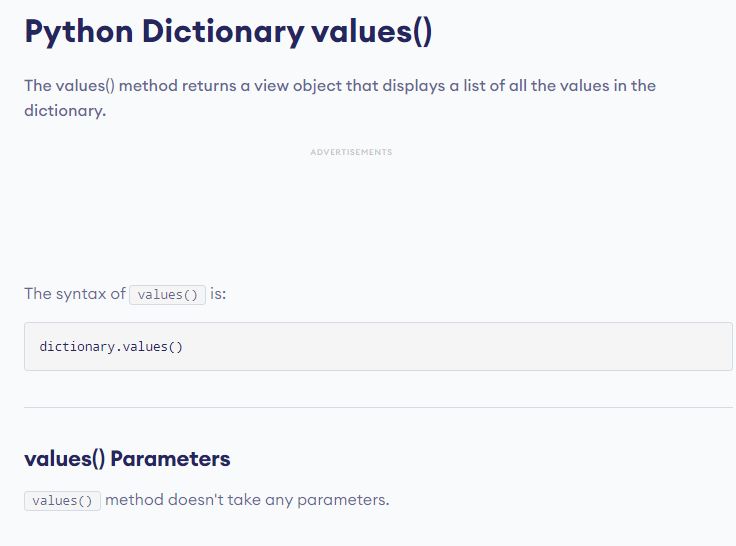 Python Dictionary values()
The values() method returns a view object that displays a list of all the values in the
dictionary.
ADVERTISEMENTS
The syntax of values() is:
dictionary.values()
values() Parameters
values() method doesn't take any parameters.